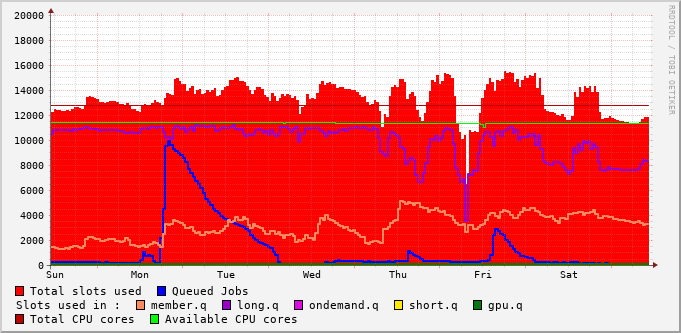 20000
18000
16000
14000
12000
10000
8000
6000
4000
2000
0
Sun Mon Tue Wed Thu Fri Sat
RRDTOOL / TOBI OETIKER
Total slots used Queued Jobs
Slots used in : member.q long.q ondemand.q short.q gpu.q
Total CPU cores Available CPU cores